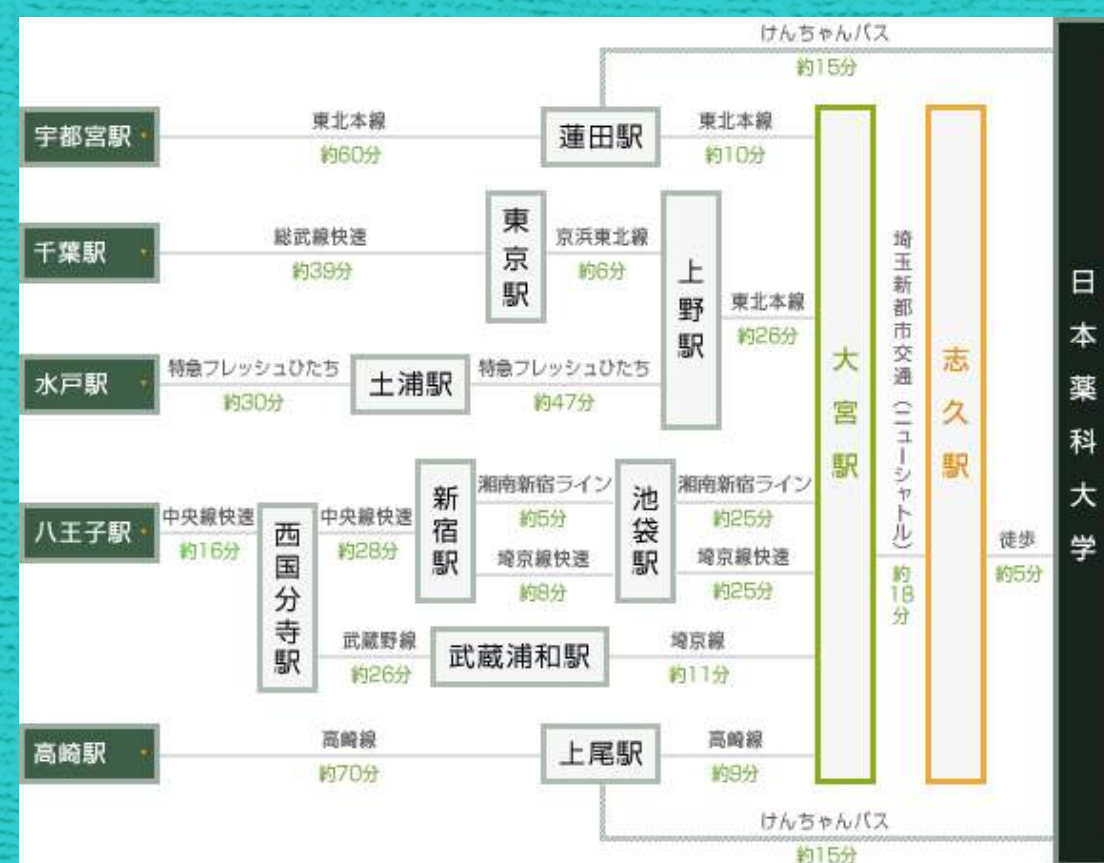 けんちゃんバス
約15分
宇都宮駅
東北本線
約60分
蓮田駅
東北本線
約10分
千葉駅
総武線快速
約39分
東京駅
京浜東北線
約6分
上野駅
東北本線
約26分
水戸駅
特急フレッシュひたち
約30分
土浦駅
特急フレッシュひたち
約47分
八王子駅
中央線快速
約16分
西国分寺駅
中央線快速
約28分
新宿駅
湘南新宿ライン
約5分
埼京線快速
約8分
池袋駅
湘南新宿ライン
約25分
埼京線快速
約25分
武蔵野線
約26分
武蔵浦和駅
埼京線
約11分
高崎駅
高崎線
約70分
上尾駅
高崎線
約9分
大宮駅
埼玉新都市交通（ニューシャトル）
約18分
志久駅
徒歩
約5分
日本薬科大学
けんちゃんバス
約15分